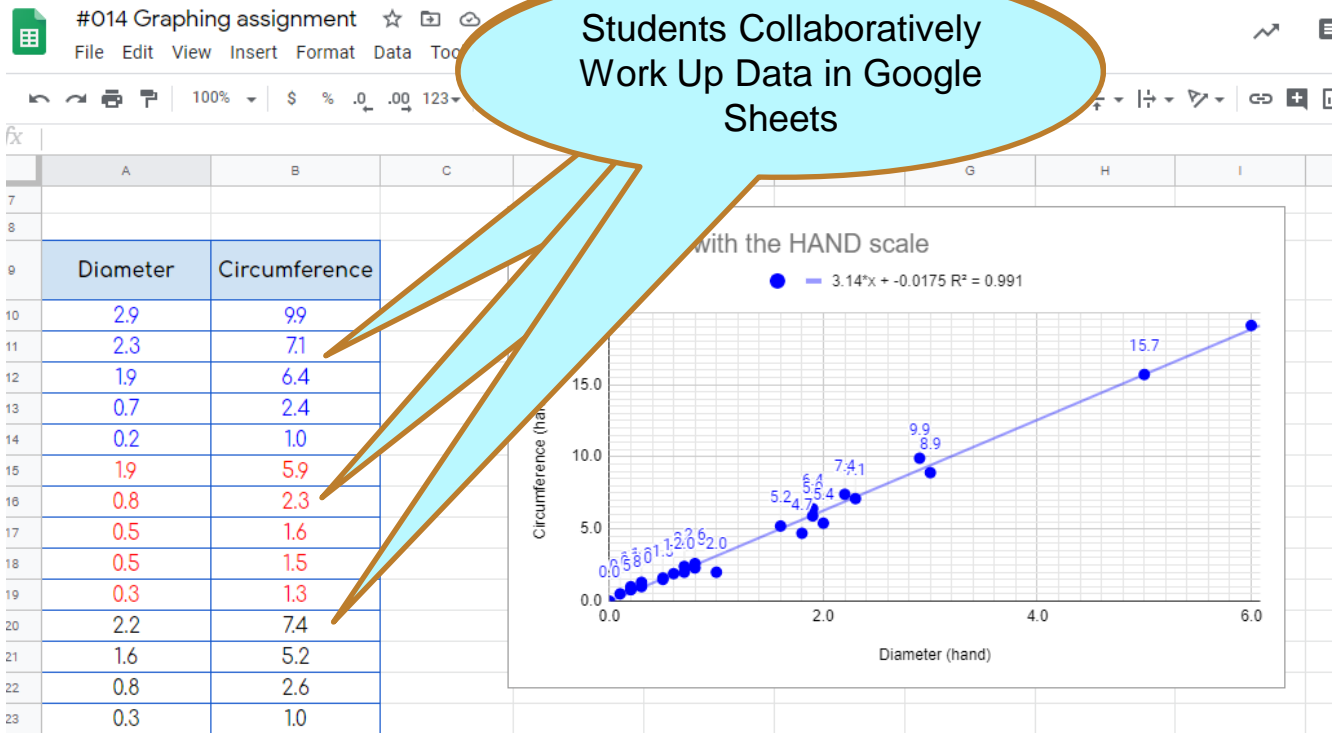 #014 Graphing assignment
File Edit View Insert Format Data
Students Collaboratively
Work Up Data in Google
Sheets
100% $ % .0 .00 123
fx
A B C G H I
7
8
9 Diameter Circumference
10 2.9 9.9
11 2.3 7.1
12 1.9 6.4
13 0.7 2.4
14 0.2 1.0
15 1.9 5.9
16 0.8 2.3
17 0.5 1.6
18 0.5 1.5
19 0.3 1.3
20 2.2 7.4
21 1.6 5.2
22 0.8 2.6
23 0.3 1.0
with the HAND scale
3.14*x + -0.0175 R² = 0.991
15.7
15.0
9.9
8.9
10.0
7.4
6.4
5.4
5.2
4.7
5.0
2.0
0.0
0.0 2.0 4.0 6.0
Circumference
Diameter (hand)